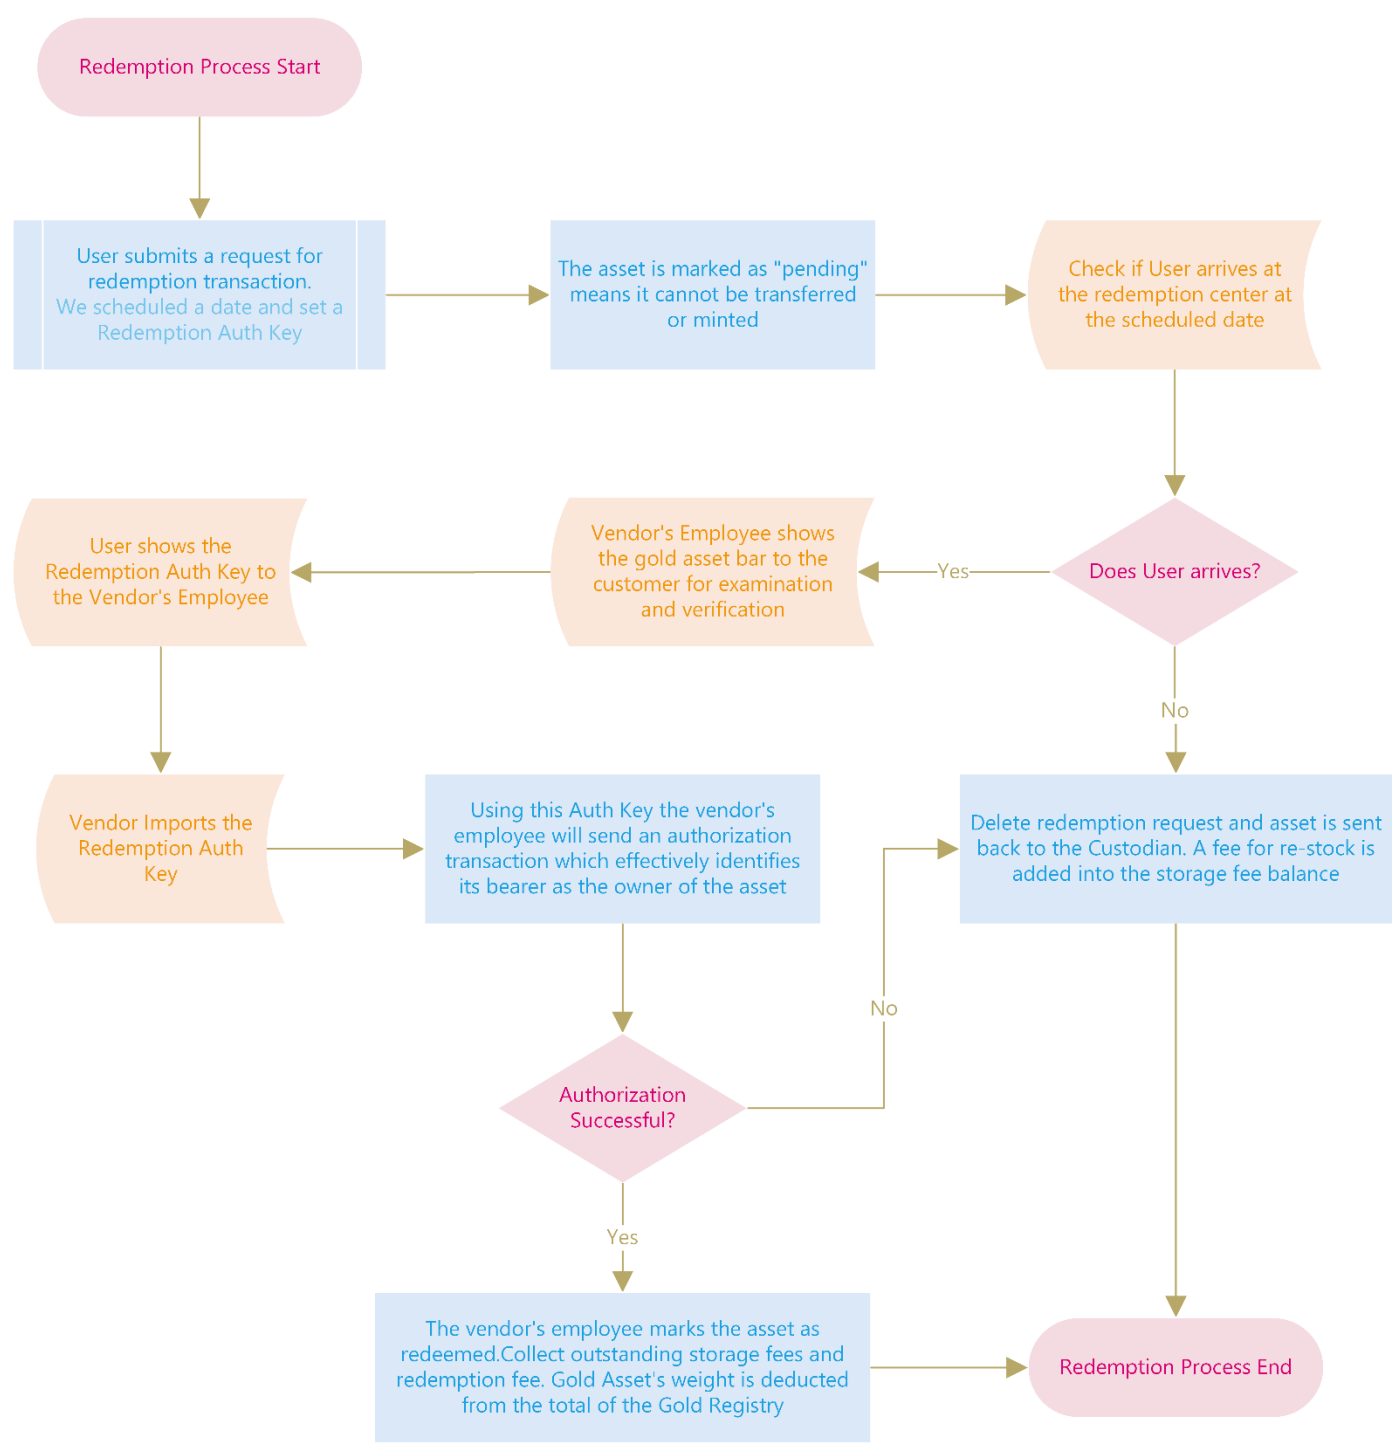 Redemption Process Start
User submits a request for
redemption transaction.
We scheduled a date and set a
Redemption Auth Key
The asset is marked as "pending"
means it cannot be transferred
or minted
Check if User arrives at
the redemption center at
the scheduled date
Does User arrives?
Yes
No
Vendor's Employee shows
the gold asset bar to the
customer for examination
and verification
User shows the
Redemption Auth Key to
the Vendor's Employee
Vendor Imports the
Redemption Auth
Key
Using this Auth Key the vendor's
employee will send an authorization
transaction which effectively identifies
its bearer as the owner of the asset
Delete redemption request and asset is sent
back to the Custodian. A fee for re-stock is
added into the storage fee balance
Authorization
Successful?
No
Yes
The vendor's employee marks the asset as
redeemed.Collect outstanding storage fees and
redemption fee. Gold Asset's weight is deducted
from the total of the Gold Registry
Redemption Process End